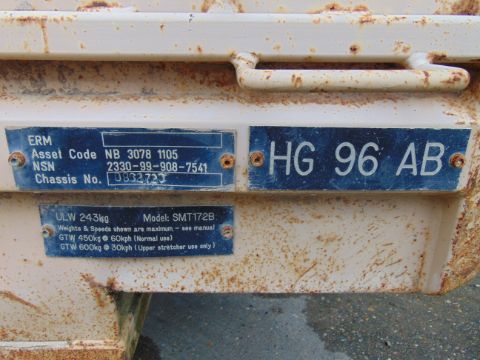 ERM
Asset Code NB 3078 1105
NSN 2330-99-908-7541
Chassis No.
HG 96 AB
ULW 243kg Model: SMT172B
Weights & Speeds shown are maximum - see manual
GTW 450kg @ 60kph (Normal use)
GTW 600kg @ 30kph (Upper stretcher use only)